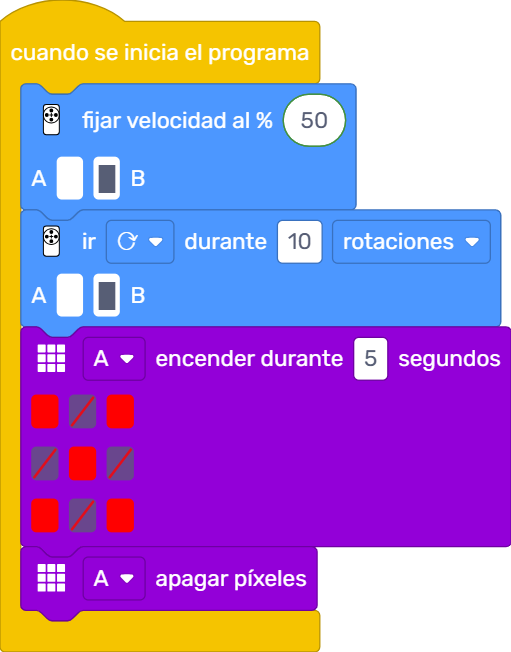 cuando se inicia el programa
fijar velocidad al % 50
A B
ir durante 10 rotaciones
A B
A encender durante 5 segundos
A apagar píxeles